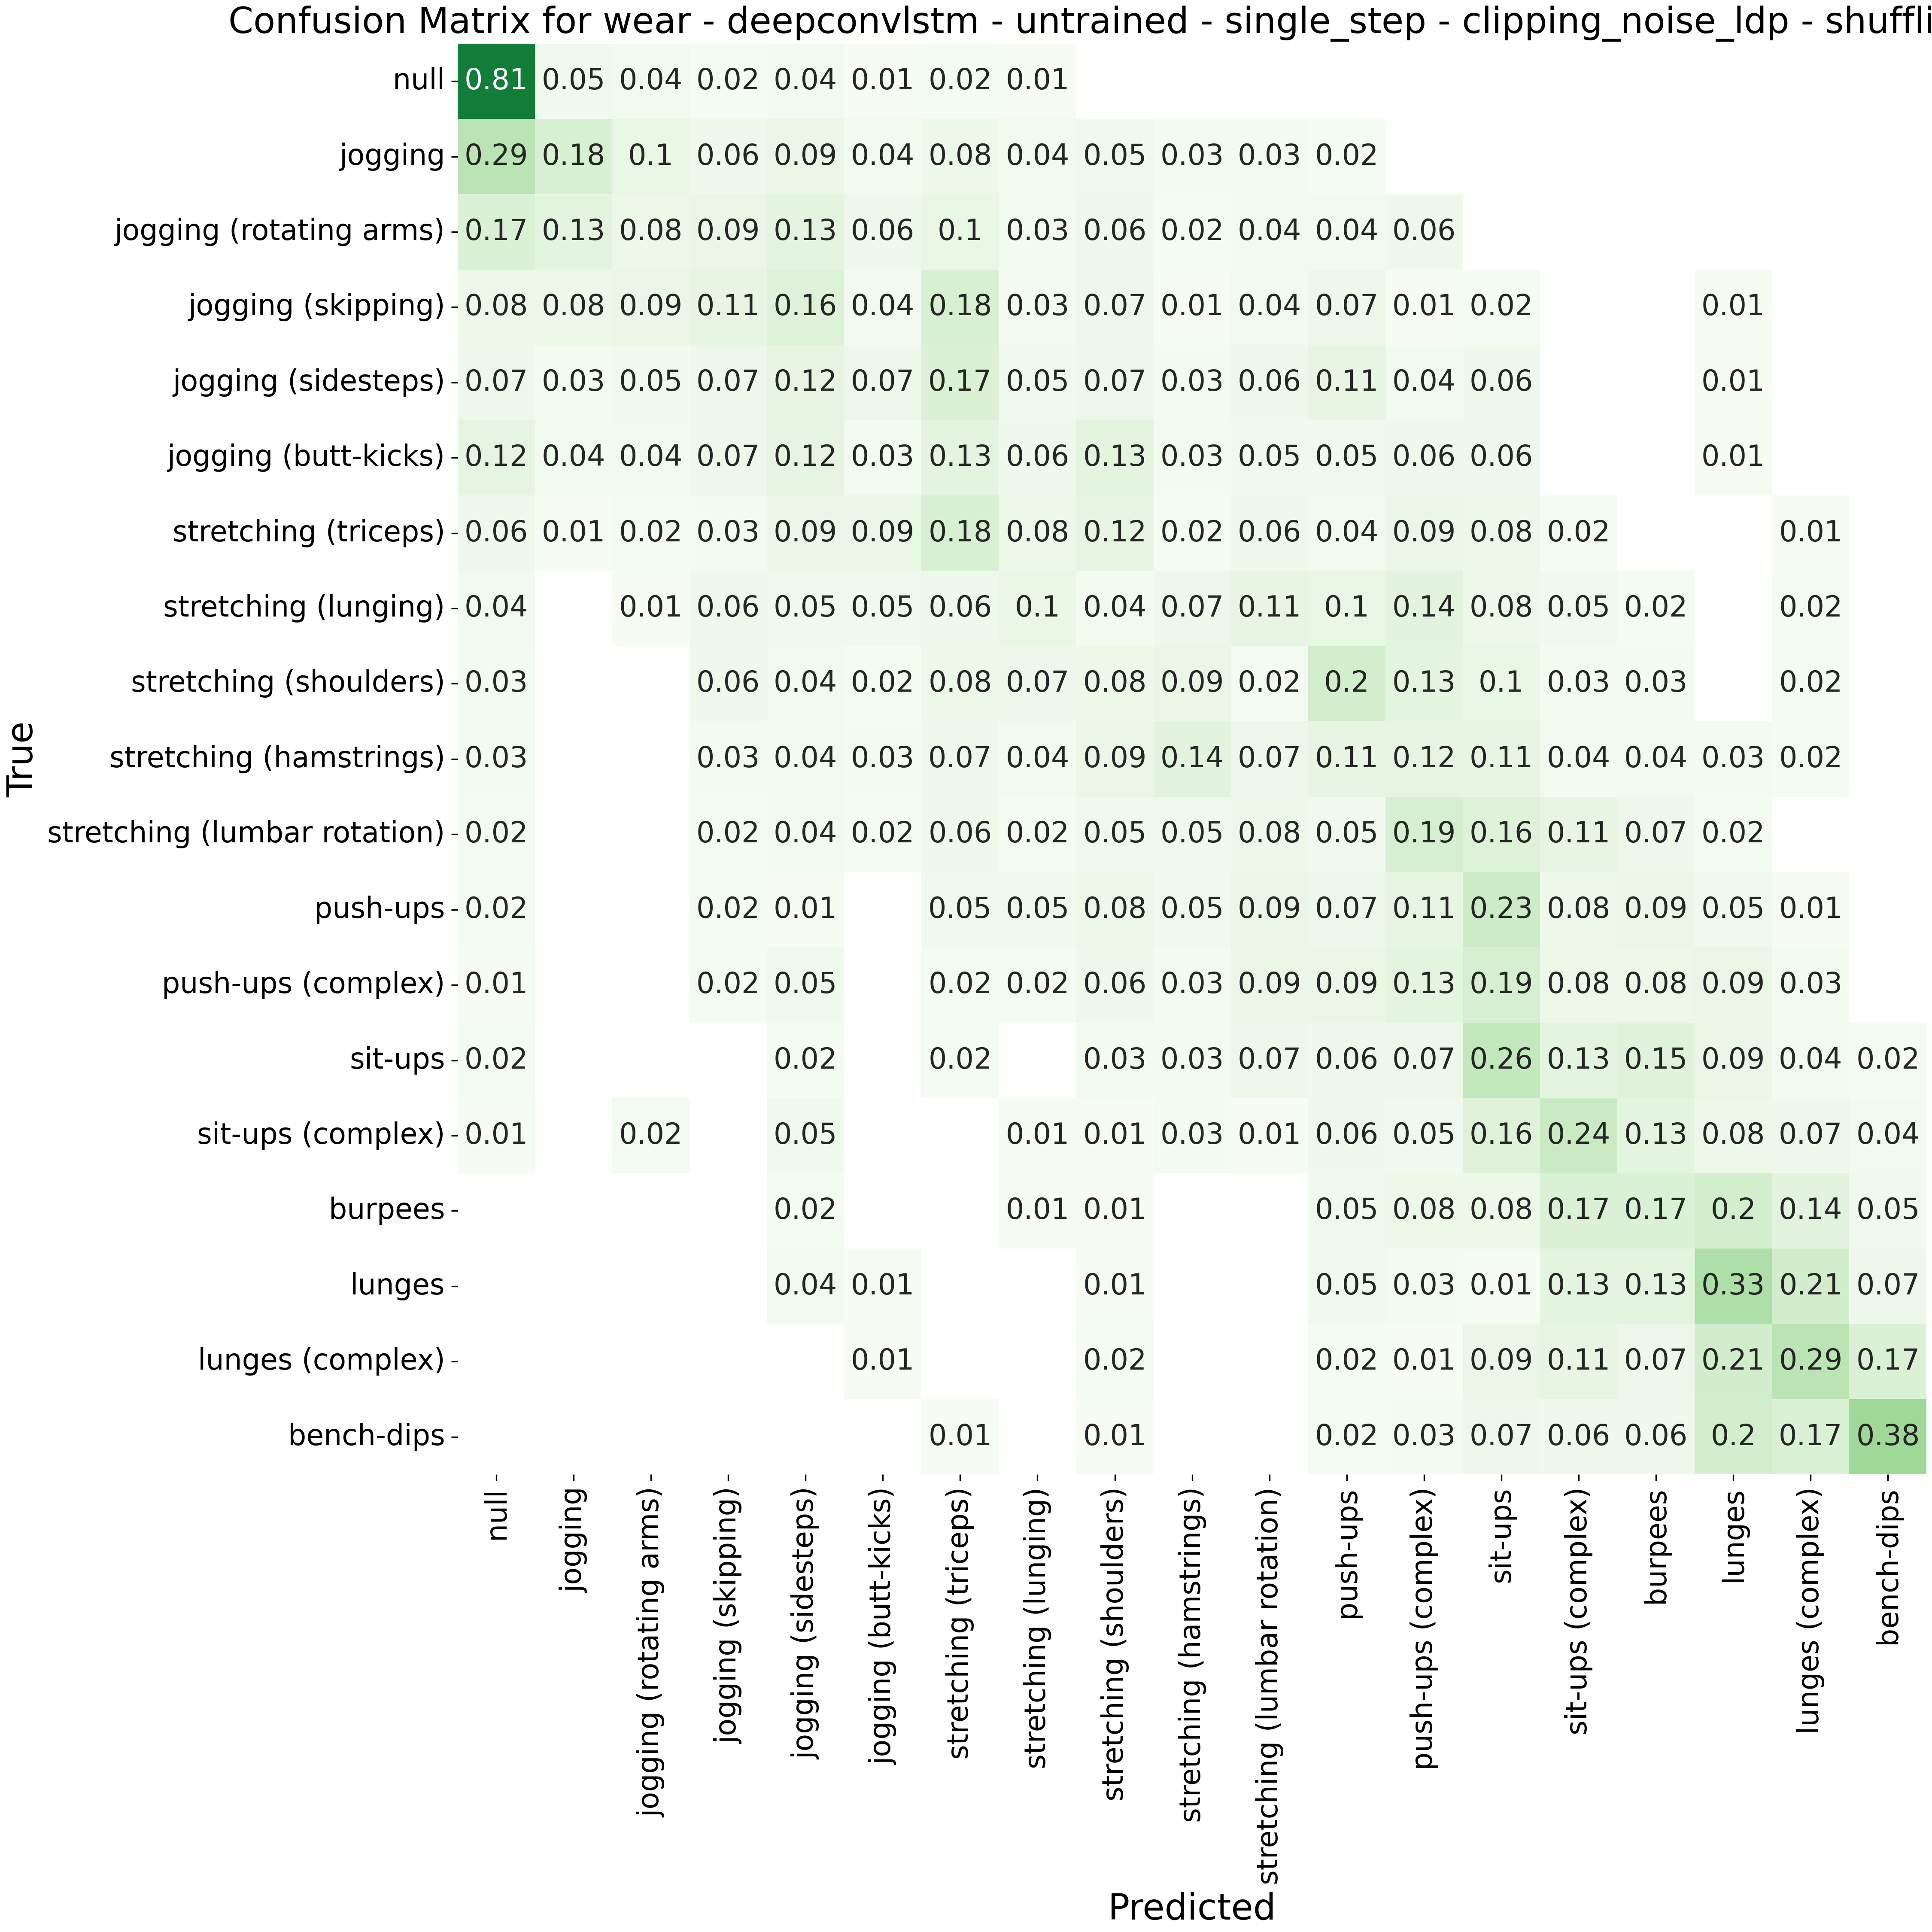 Confusion Matrix for wear - deepconvlstm - untrained - single_step - clipping_noise_ldp - shuffli
null 0.81 0.05 0.04 0.02 0.04 0.01 0.02 0.01
jogging 0.29 0.18 0.1 0.06 0.09 0.04 0.08 0.04 0.05 0.03 0.03 0.02
jogging (rotating arms) 0.17 0.13 0.08 0.09 0.13 0.06 0.1 0.03 0.06 0.02 0.04 0.04 0.06
jogging (skipping) 0.08 0.08 0.09 0.11 0.16 0.04 0.18 0.03 0.07 0.01 0.04 0.07 0.01 0.02 0.01
jogging (sidesteps) 0.07 0.03 0.05 0.07 0.12 0.07 0.17 0.05 0.07 0.03 0.06 0.11 0.04 0.06 0.01
jogging (butt-kicks) 0.12 0.04 0.04 0.07 0.12 0.03 0.13 0.06 0.13 0.03 0.05 0.05 0.06 0.06 0.01
stretching (triceps) 0.06 0.01 0.02 0.03 0.09 0.09 0.18 0.08 0.12 0.02 0.06 0.04 0.09 0.08 0.02 0.01
stretching (lunging) 0.04 0.01 0.06 0.05 0.05 0.06 0.1 0.04 0.07 0.11 0.1 0.14 0.08 0.05 0.02 0.02
stretching (shoulders) 0.03 0.06 0.04 0.02 0.08 0.07 0.08 0.09 0.02 0.2 0.13 0.1 0.03 0.03 0.02
stretching (hamstrings) 0.03 0.03 0.04 0.03 0.07 0.04 0.09 0.14 0.07 0.11 0.12 0.11 0.04 0.04 0.03 0.02
stretching (lumbar rotation) 0.02 0.02 0.04 0.02 0.06 0.02 0.05 0.05 0.08 0.05 0.19 0.16 0.11 0.07 0.02
push-ups 0.02 0.02 0.01 0.05 0.05 0.08 0.05 0.09 0.07 0.11 0.23 0.08 0.09 0.05 0.01
push-ups (complex) 0.01 0.02 0.05 0.02 0.02 0.06 0.03 0.09 0.09 0.13 0.19 0.08 0.08 0.09 0.03
sit-ups 0.02 0.02 0.02 0.03 0.03 0.07 0.06 0.07 0.26 0.13 0.15 0.09 0.04 0.02
sit-ups (complex) 0.01 0.02 0.05 0.01 0.01 0.03 0.01 0.06 0.05 0.16 0.24 0.13 0.08 0.07 0.04
burpees 0.02 0.01 0.01 0.05 0.08 0.08 0.17 0.17 0.2 0.14 0.05
lunges 0.04 0.01 0.01 0.05 0.03 0.01 0.13 0.13 0.33 0.21 0.07
lunges (complex) 0.01 0.02 0.02 0.01 0.09 0.11 0.07 0.21 0.29 0.17
bench-dips 0.01 0.01 0.02 0.03 0.07 0.06 0.06 0.2 0.17 0.38
True
null
jogging
jogging (rotating arms)
jogging (skipping)
jogging (sidesteps)
jogging (butt-kicks)
stretching (triceps)
stretching (lunging)
stretching (shoulders)
stretching (hamstrings)
stretching (lumbar rotation)
push-ups
push-ups (complex)
sit-ups
sit-ups (complex)
burpees
lunges
lunges (complex)
bench-dips
Predicted